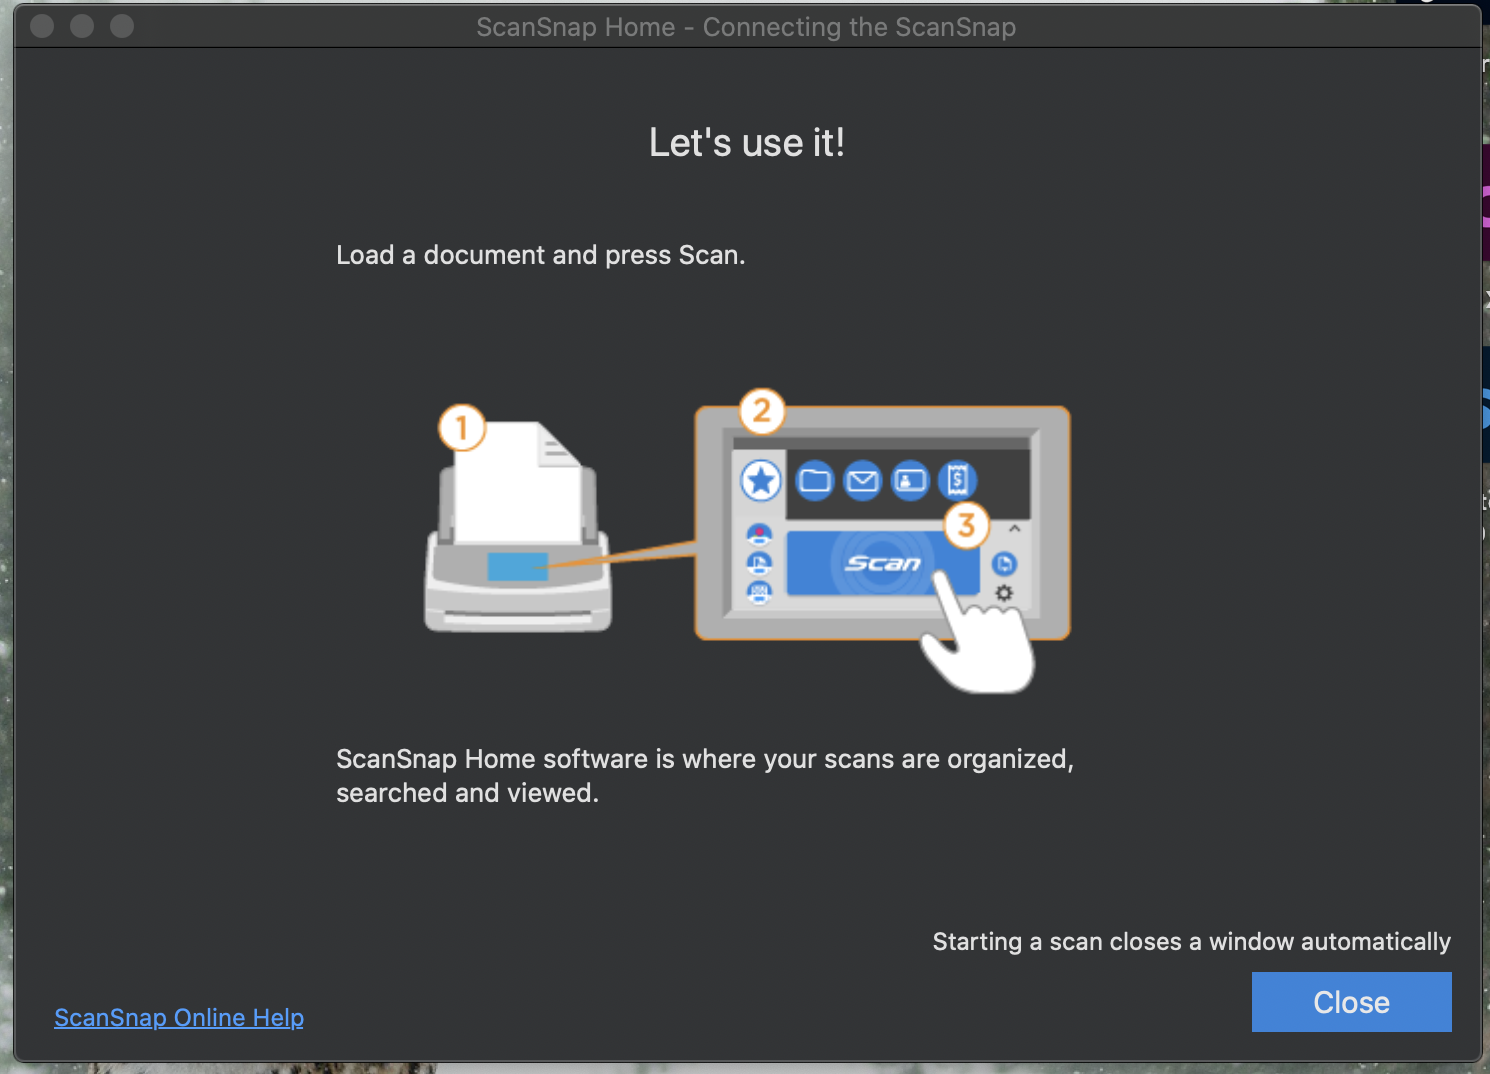 ScanSnap Home - Connecting the ScanSnap
Let's use it!
Load a document and press Scan.
1
2
3
Scan
ScanSnap Home software is where your scans are organized,
searched and viewed.
Starting a scan closes a window automatically
ScanSnap Online Help
Close